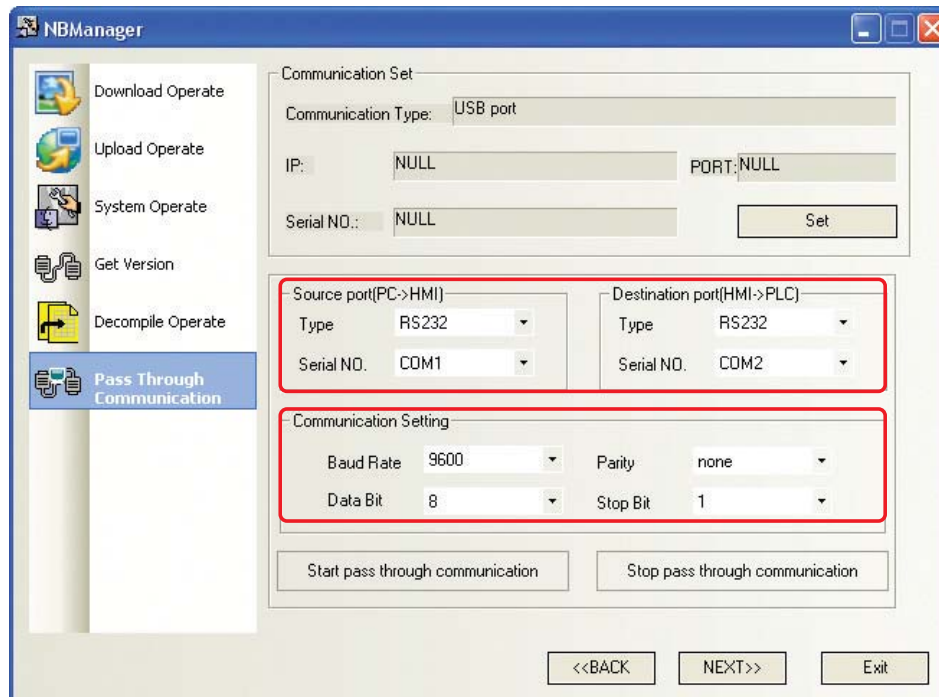 NBManager
Download Operate
Upload Operate
System Operate
Get Version
Decompile Operate
Pass Through
Communication
Communication Set
Communication Type: USB port
IP: NULL PORT: NULL
Serial NO.: NULL Set
Source port(PC->HMI)
Type RS232
Serial NO. COM1
Destination port(HMI->PLC)
Type RS232
Serial NO. COM2
Communication Setting
Baud Rate 9600 Parity none
Data Bit 8 Stop Bit 1
Start pass through communication Stop pass through communication
<<BACK NEXT>> Exit